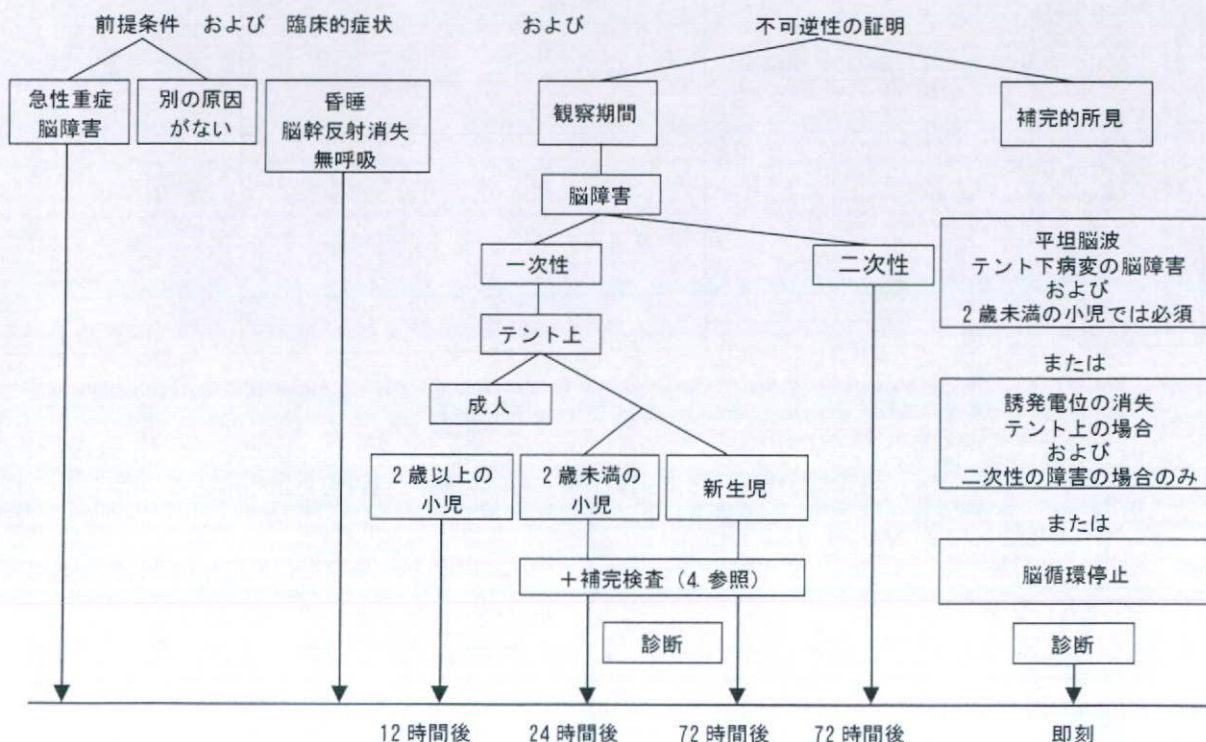 前提条件 および 臨床的症状 および 不可逆性の証明
急性重症
脳障害
別の原因
がない
昏睡
脳幹反射消失
無呼吸
観察期間
補完的所見
脳障害
一次性
二次性
テント上
成人
2歳以上の
小児
2歳未満の
小児
新生児
+補完検査(4.参照)
診断
平坦脳波
テント下病変の脳障害
および
2歳未満の小児では必須
または
誘発電位の消失
テント上の場合
および
二次性の障害の場合のみ
または
脳循環停止
診断
12時間後 24時間後 72時間後 72時間後 即刻